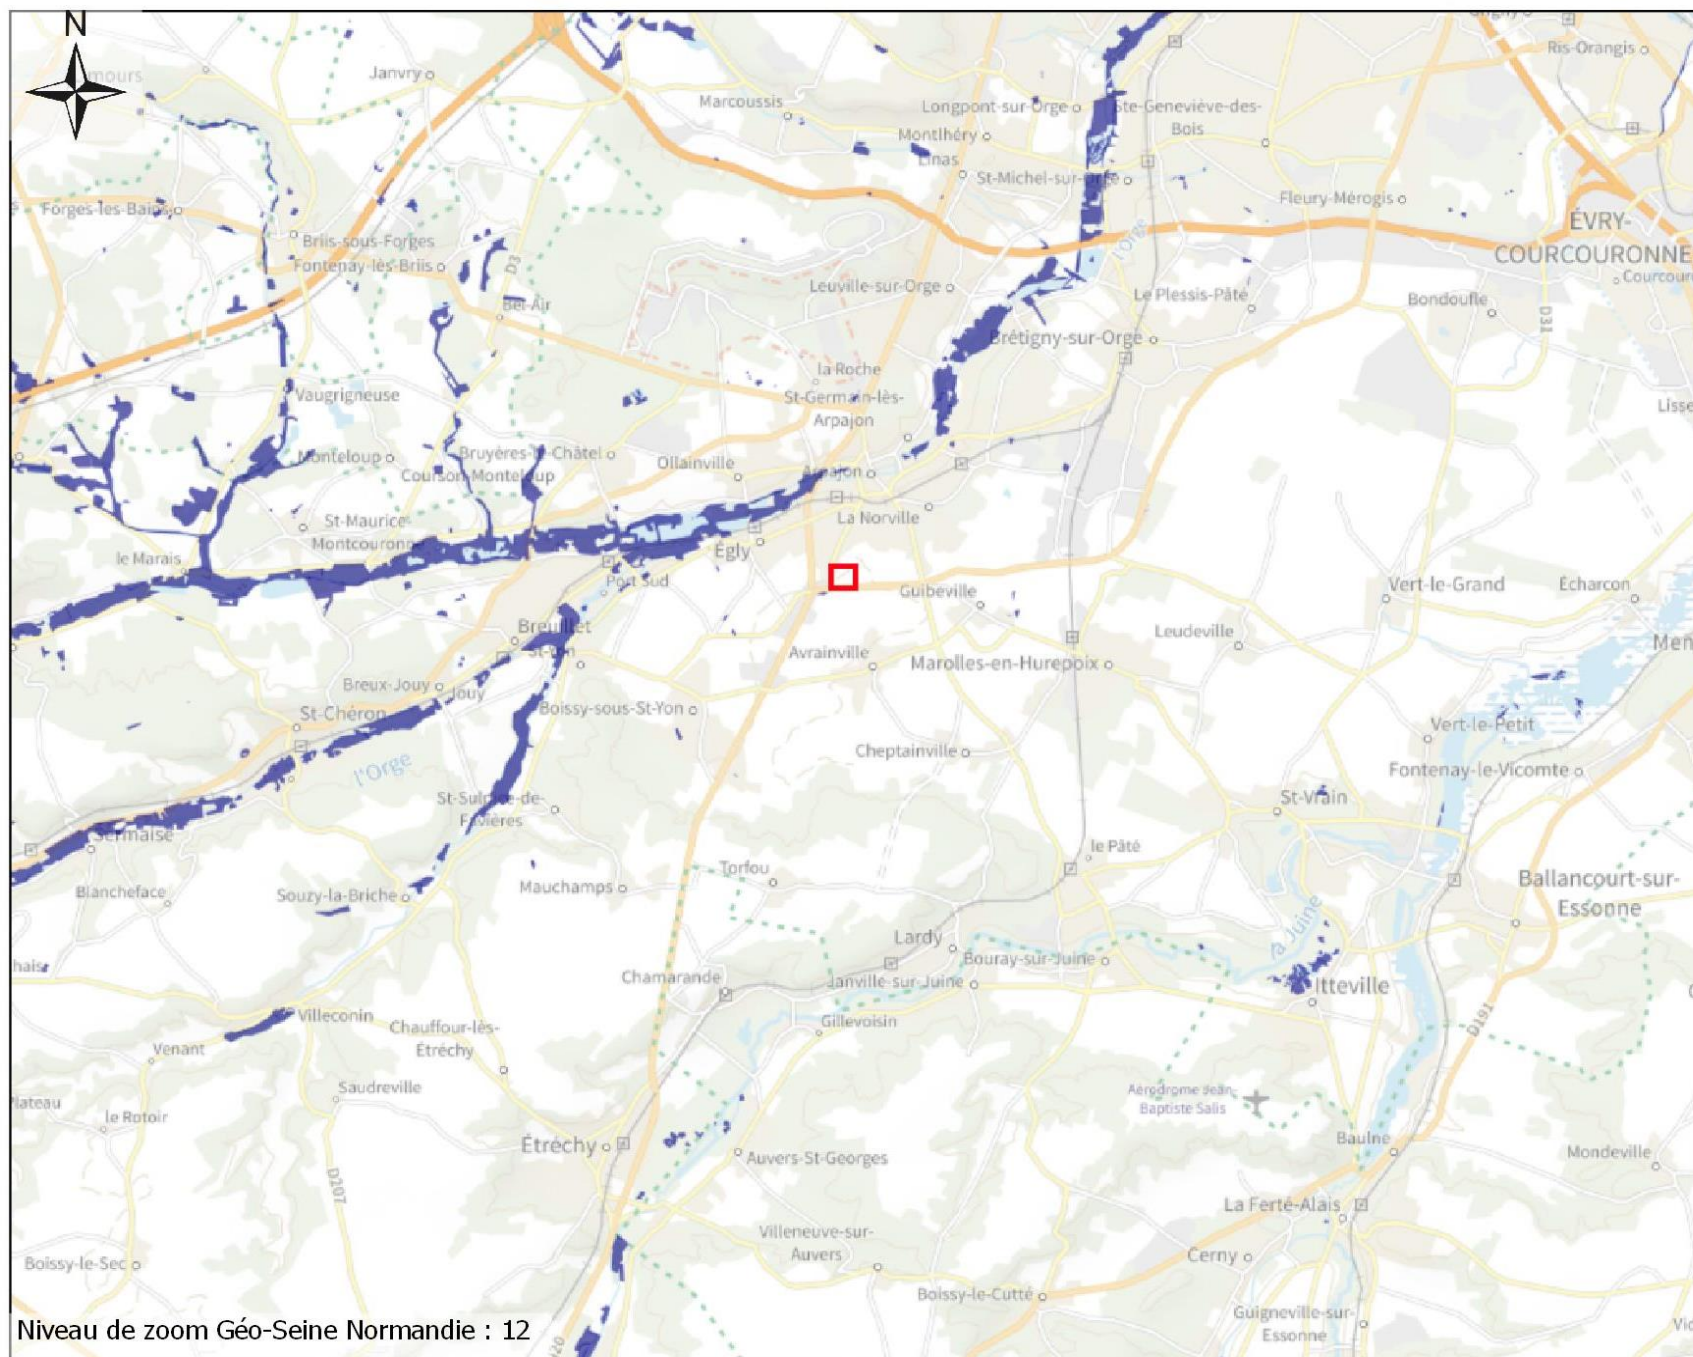 N
Janvry
Marcoussis
Longpont-sur-Orge
Ste-Geneviève-des-
Bois
Ris-Orangis
Montlhéry
Linas
St-Michel-sur-Orge
Fleury-Mérogis
ÉVRY-
COURCOURONNE
Forges-les-Bains
Briis-sous-Forges
Fontenay-lès-Briis
D3
Bel-Air
l'Orge
Leuville-sur-Orge
Le Plessis-Pâté
Bondoufle
D31
Brétigny-sur-Orge
la Roche
St-Germain-lès-
Arpajon
Vaugrigneuse
Lisse
Monteloup
Bruyères-le-Châtel
Courson-Monteloup
Ollainville
Arpajon
La Norville
St-Maurice-
Montcouronne
le Marais
Égly
Port Sud
Guibeville
Vert-le-Grand
Écharcon
Breuillet
St-Yon
Avrainville
Marolles-en-Hurepoix
Leudeville
Men
Breux-Jouy
Jouy
St-Chéron
Boissy-sous-St-Yon
Vert-le-Petit
Cheptainville
Fontenay-le-Vicomte
l'Orge
St-Sulpice-de-
Favières
St-Vrain
Sermaise
le Pâté
Torfou
Blancheface
Souzy-la-Briche
Mauchamps
Ballancourt-sur-
Essonne
la Juine
Lardy
Bouray-sur-Juine
Chamarande
Janville-sur-Juine
Itteville
Villeconin
Chauffour-lès-
Étréchy
Gillevoisin
D191
Venant
Saudreville
Aérodrome Jean-
Baptiste Salis
le Rotoir
Étréchy
Auvers-St-Georges
Baulne
Mondeville
D207
La Ferté-Alais
Villeneuve-sur-
Auvers
Boissy-le-Sec
Cerny
Boissy-le-Cutté
Guigneville-sur-
Essonne
Niveau de zoom Géo-Seine Normandie : 12